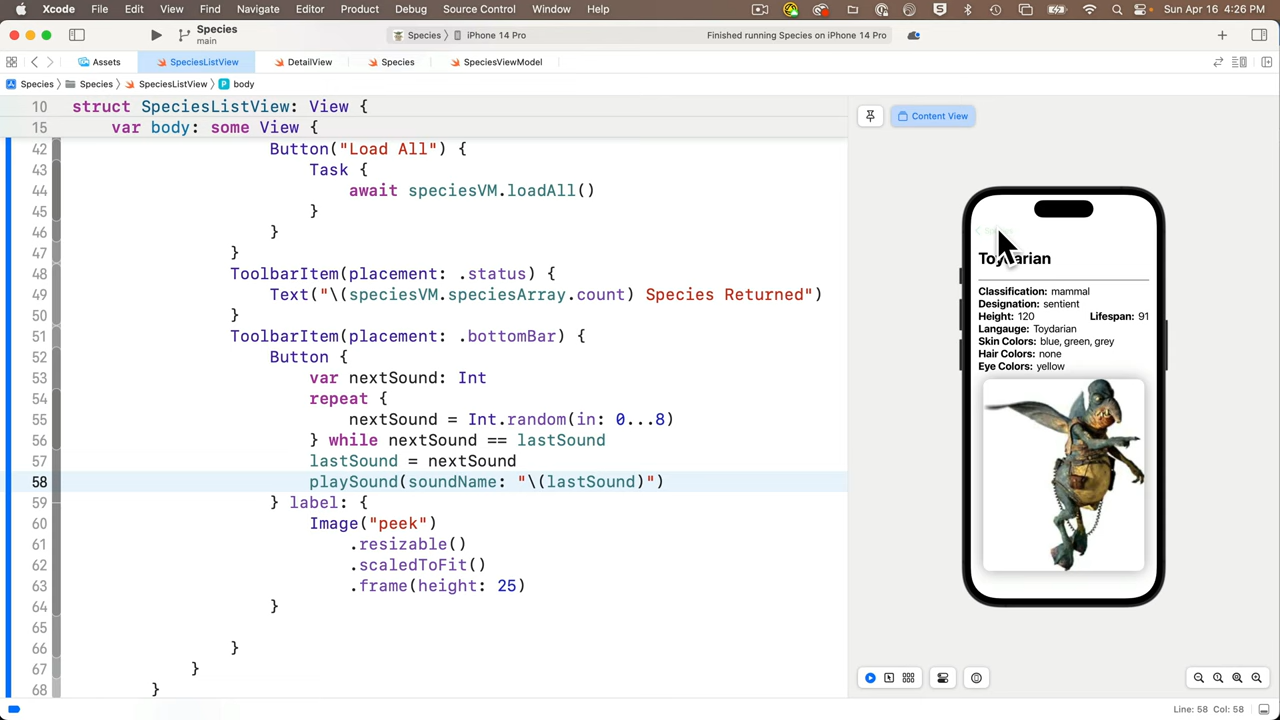 Xcode File Edit View Find Navigate Editor Product Debug Source Control Window Help Sun Apr 16 4:26 PM
Species
main
Species iPhone 14 Pro
Finished running Species on iPhone 14 Pro
Assets SpeciesListView DetailView Species SpeciesViewModel
Species Species SpeciesListView body
10 struct SpeciesListView: View {
15 var body: some View {
42 Button("Load All") {
43 Task {
44 await speciesVM.loadAll()
45 }
46 }
47 }
48 ToolbarItem(placement: .status) {
49 Text("\(speciesVM.speciesArray.count) Species Returned")
50 }
51 ToolbarItem(placement: .bottomBar) {
52 Button {
53 var nextSound: Int
54 repeat {
55 nextSound = Int.random(in: 0...8)
56 } while nextSound == lastSound
57 lastSound = nextSound
58 playSound(soundName: "\(lastSound)")
59 } label: {
60 Image("peek")
61 .resizable()
62 .scaledToFit()
63 .frame(height: 25)
64 }
65
66 }
67 }
68 }
Content View
Toydarian
Classification: mammal
Designation: sentient
Height: 120 Lifespan: 91
Langauge: Toydarian
Skin Colors: blue, green, grey
Hair Colors: none
Eye Colors: yellow
Line: 58 Col: 58